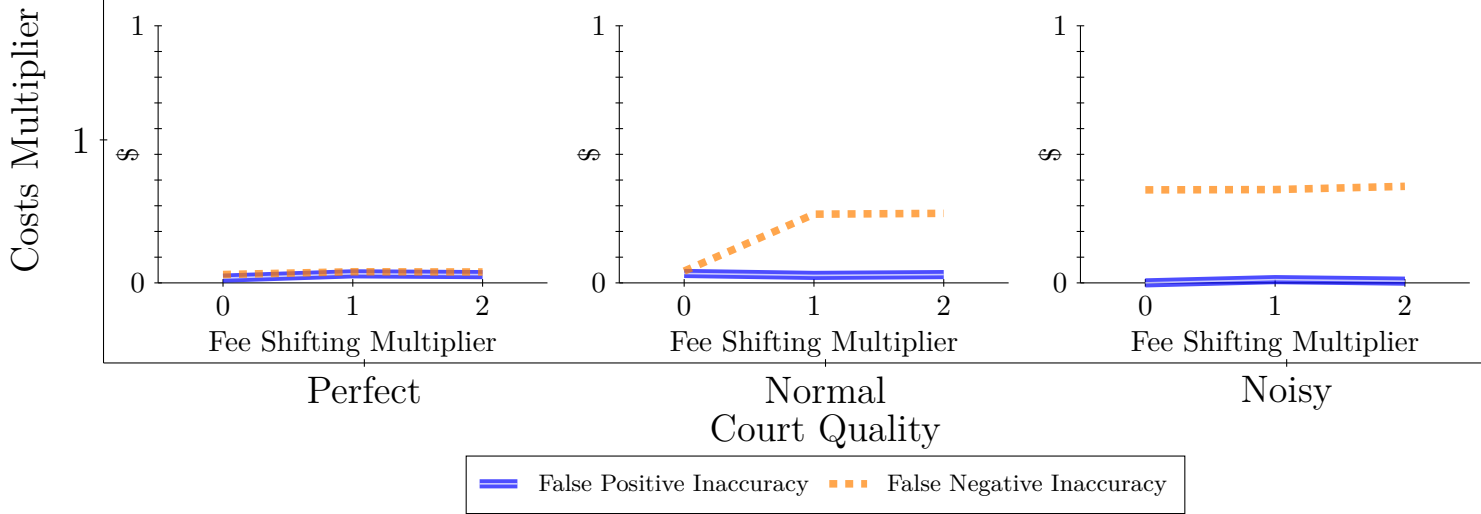 Costs Multiplier
1
1
$
0
0 1 2
Fee Shifting Multiplier
1
$
0
0 1 2
Fee Shifting Multiplier
1
$
0
0 1 2
Fee Shifting Multiplier
Perfect Normal Noisy
Court Quality
False Positive Inaccuracy False Negative Inaccuracy